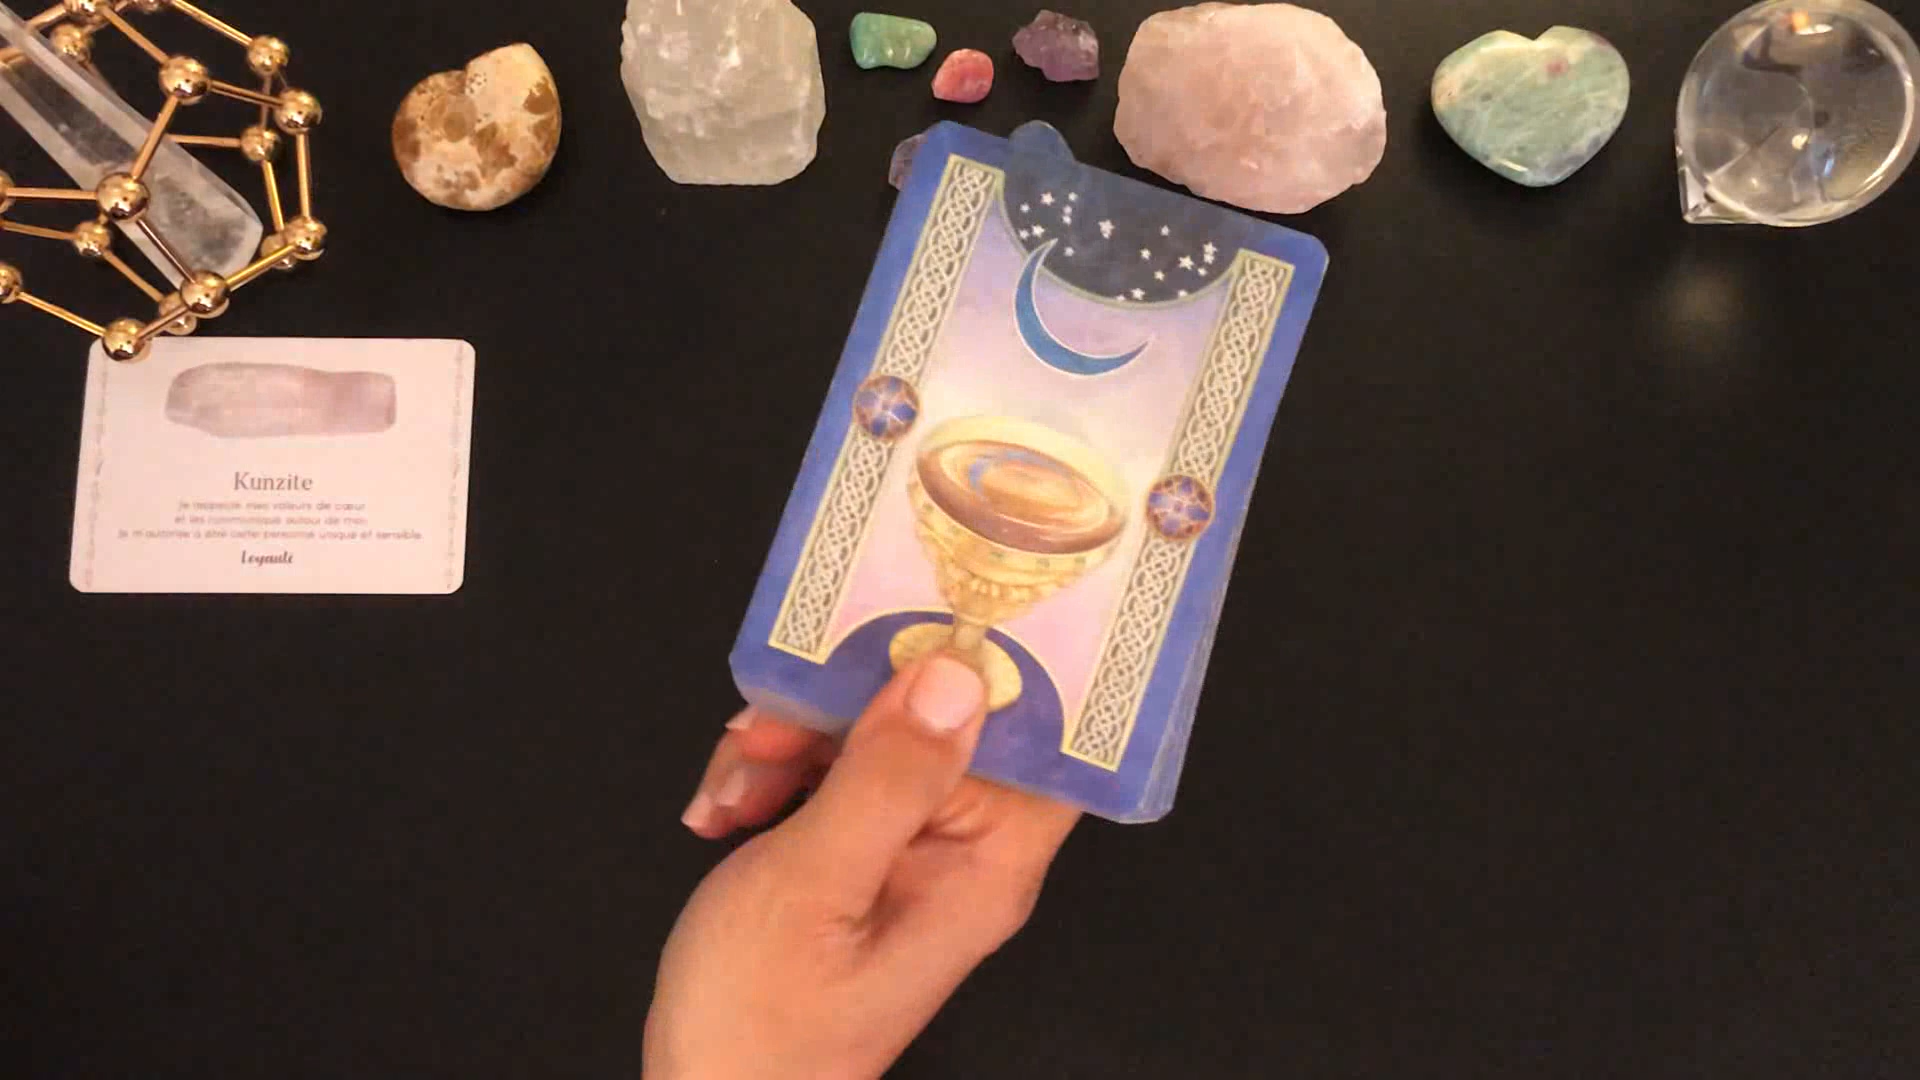 Kunzite
Je respecte mes valeurs de cœur
et les communique autour de moi.
Je m'autorise à être cette personne unique et sensible.
Loyauté